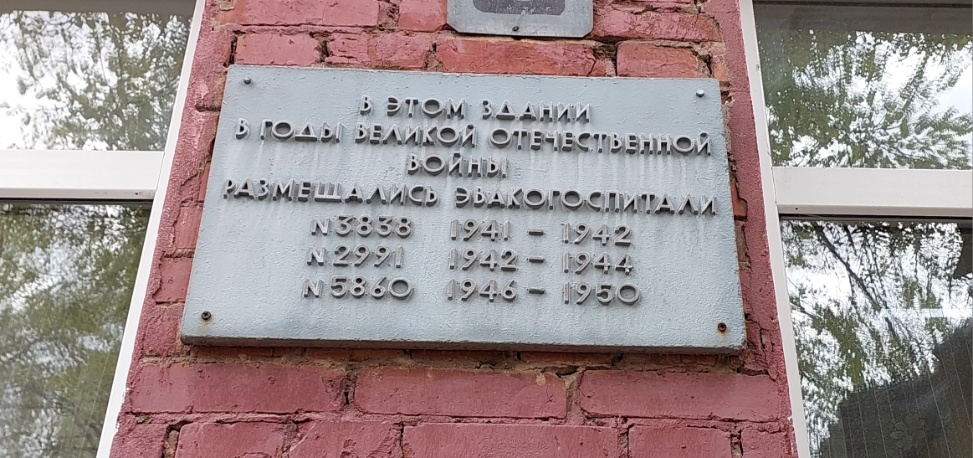 В ЭТОМ ЗДАНИИ
В ГОДЫ ВЕЛИКОЙ ОТЕЧЕСТВЕННОЙ
ВОЙНЫ
РАЗМЕЩАЛИСЬ ЭВАКОГОСПИТАЛИ
N3838 1941 – 1942
N2991 1942 – 1944
N5860 1946 – 1950